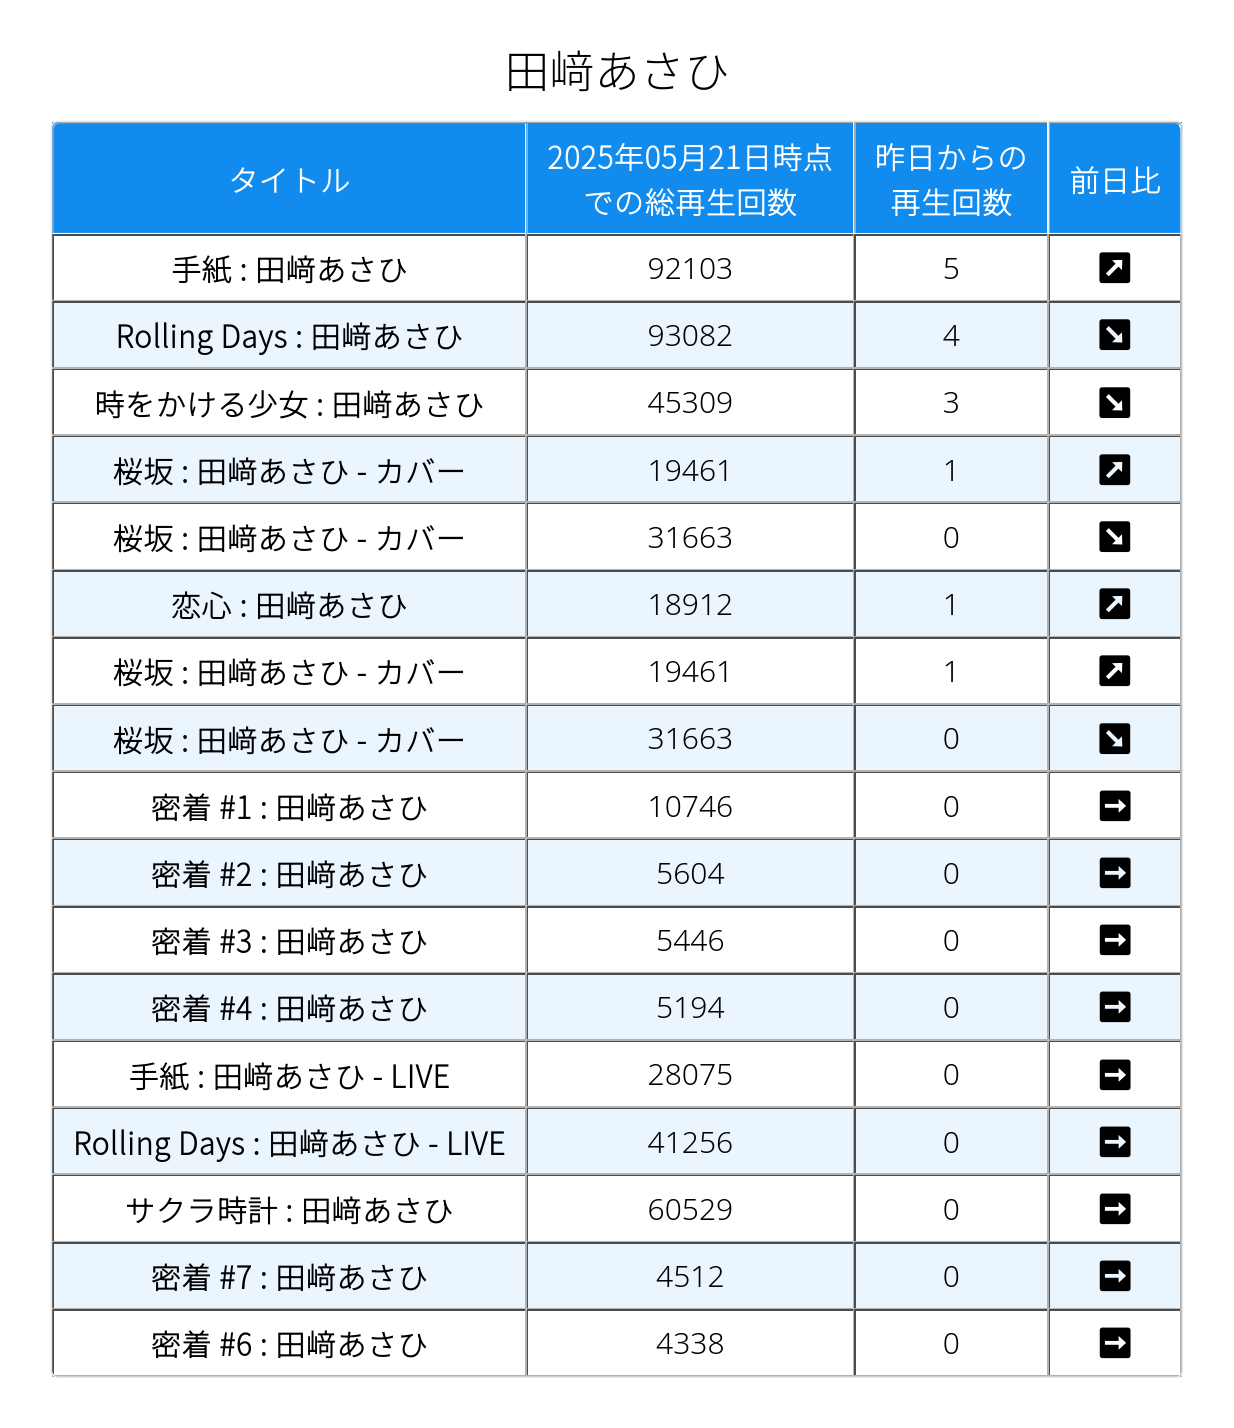 田﨑あさひ
タイトル 2025年05月21日時点での総再生回数 昨日からの再生回数 前日比
手紙 : 田﨑あさひ 92103 5 ↗
Rolling Days : 田﨑あさひ 93082 4 ↘
時をかける少女 : 田﨑あさひ 45309 3 ↘
桜坂 : 田﨑あさひ - カバー 19461 1 ↗
桜坂 : 田﨑あさひ - カバー 31663 0 ↘
恋心 : 田﨑あさひ 18912 1 ↗
桜坂 : 田﨑あさひ - カバー 19461 1 ↗
桜坂 : 田﨑あさひ - カバー 31663 0 ↘
密着 #1 : 田﨑あさひ 10746 0 →
密着 #2 : 田﨑あさひ 5604 0 →
密着 #3 : 田﨑あさひ 5446 0 →
密着 #4 : 田﨑あさひ 5194 0 →
手紙 : 田﨑あさひ - LIVE 28075 0 →
Rolling Days : 田﨑あさひ - LIVE 41256 0 →
サクラ時計 : 田﨑あさひ 60529 0 →
密着 #7 : 田﨑あさひ 4512 0 →
密着 #6 : 田﨑あさひ 4338 0 →